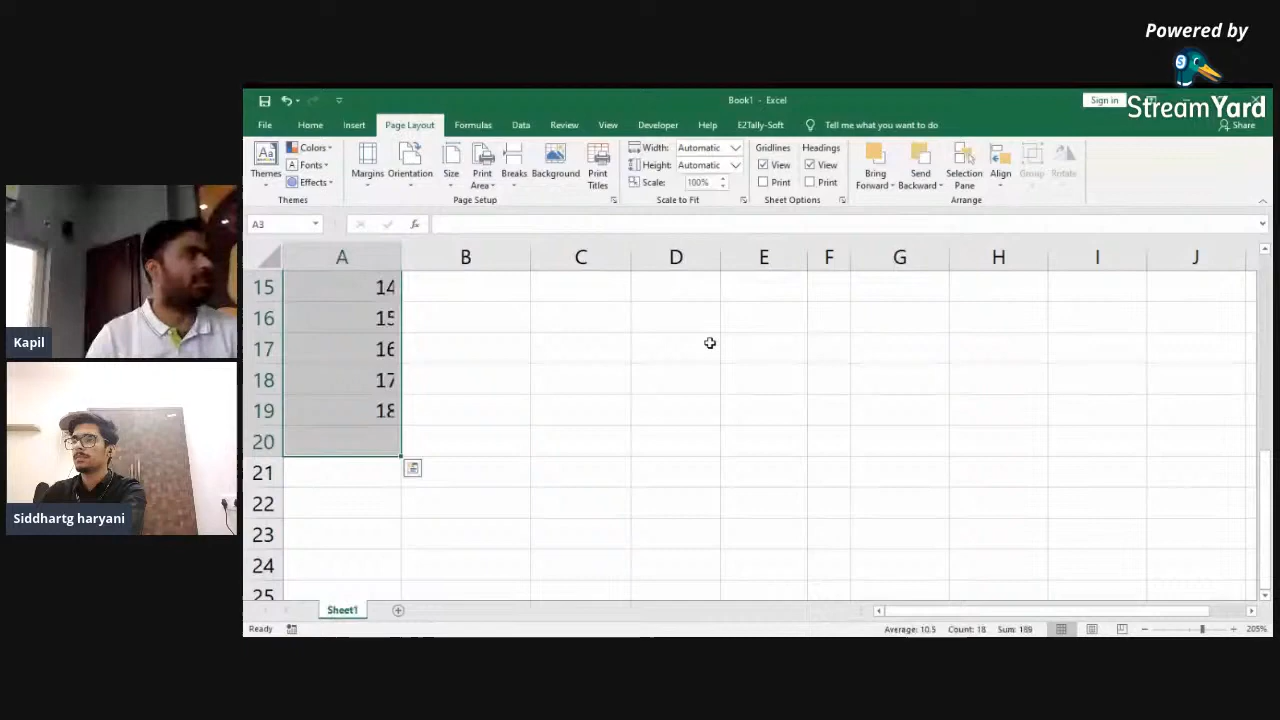 Powered by
StreamYard
Book1 - Excel
Sign in
File Home Insert Page Layout Formulas Data Review View Developer Help EZTally-Soft Tell me what you want to do Share
Themes
Colors
Fonts
Effects
Margins Orientation Size Print Area Breaks Background Print Titles
Width: Automatic
Height: Automatic
Scale: 100%
Gridlines Headings
View View
Print Print
Bring Forward Send Backward Selection Pane Align Group Rotate
Themes Page Setup Scale to Fit Sheet Options Arrange
A3 fx
A B C D E F G H I J
15 14
16 15
17 16
18 17
19 18
20
21
22
23
24
25
Kapil
Siddhartg haryani
Sheet1
Ready Average: 10.5 Count: 18 Sum: 189 205%